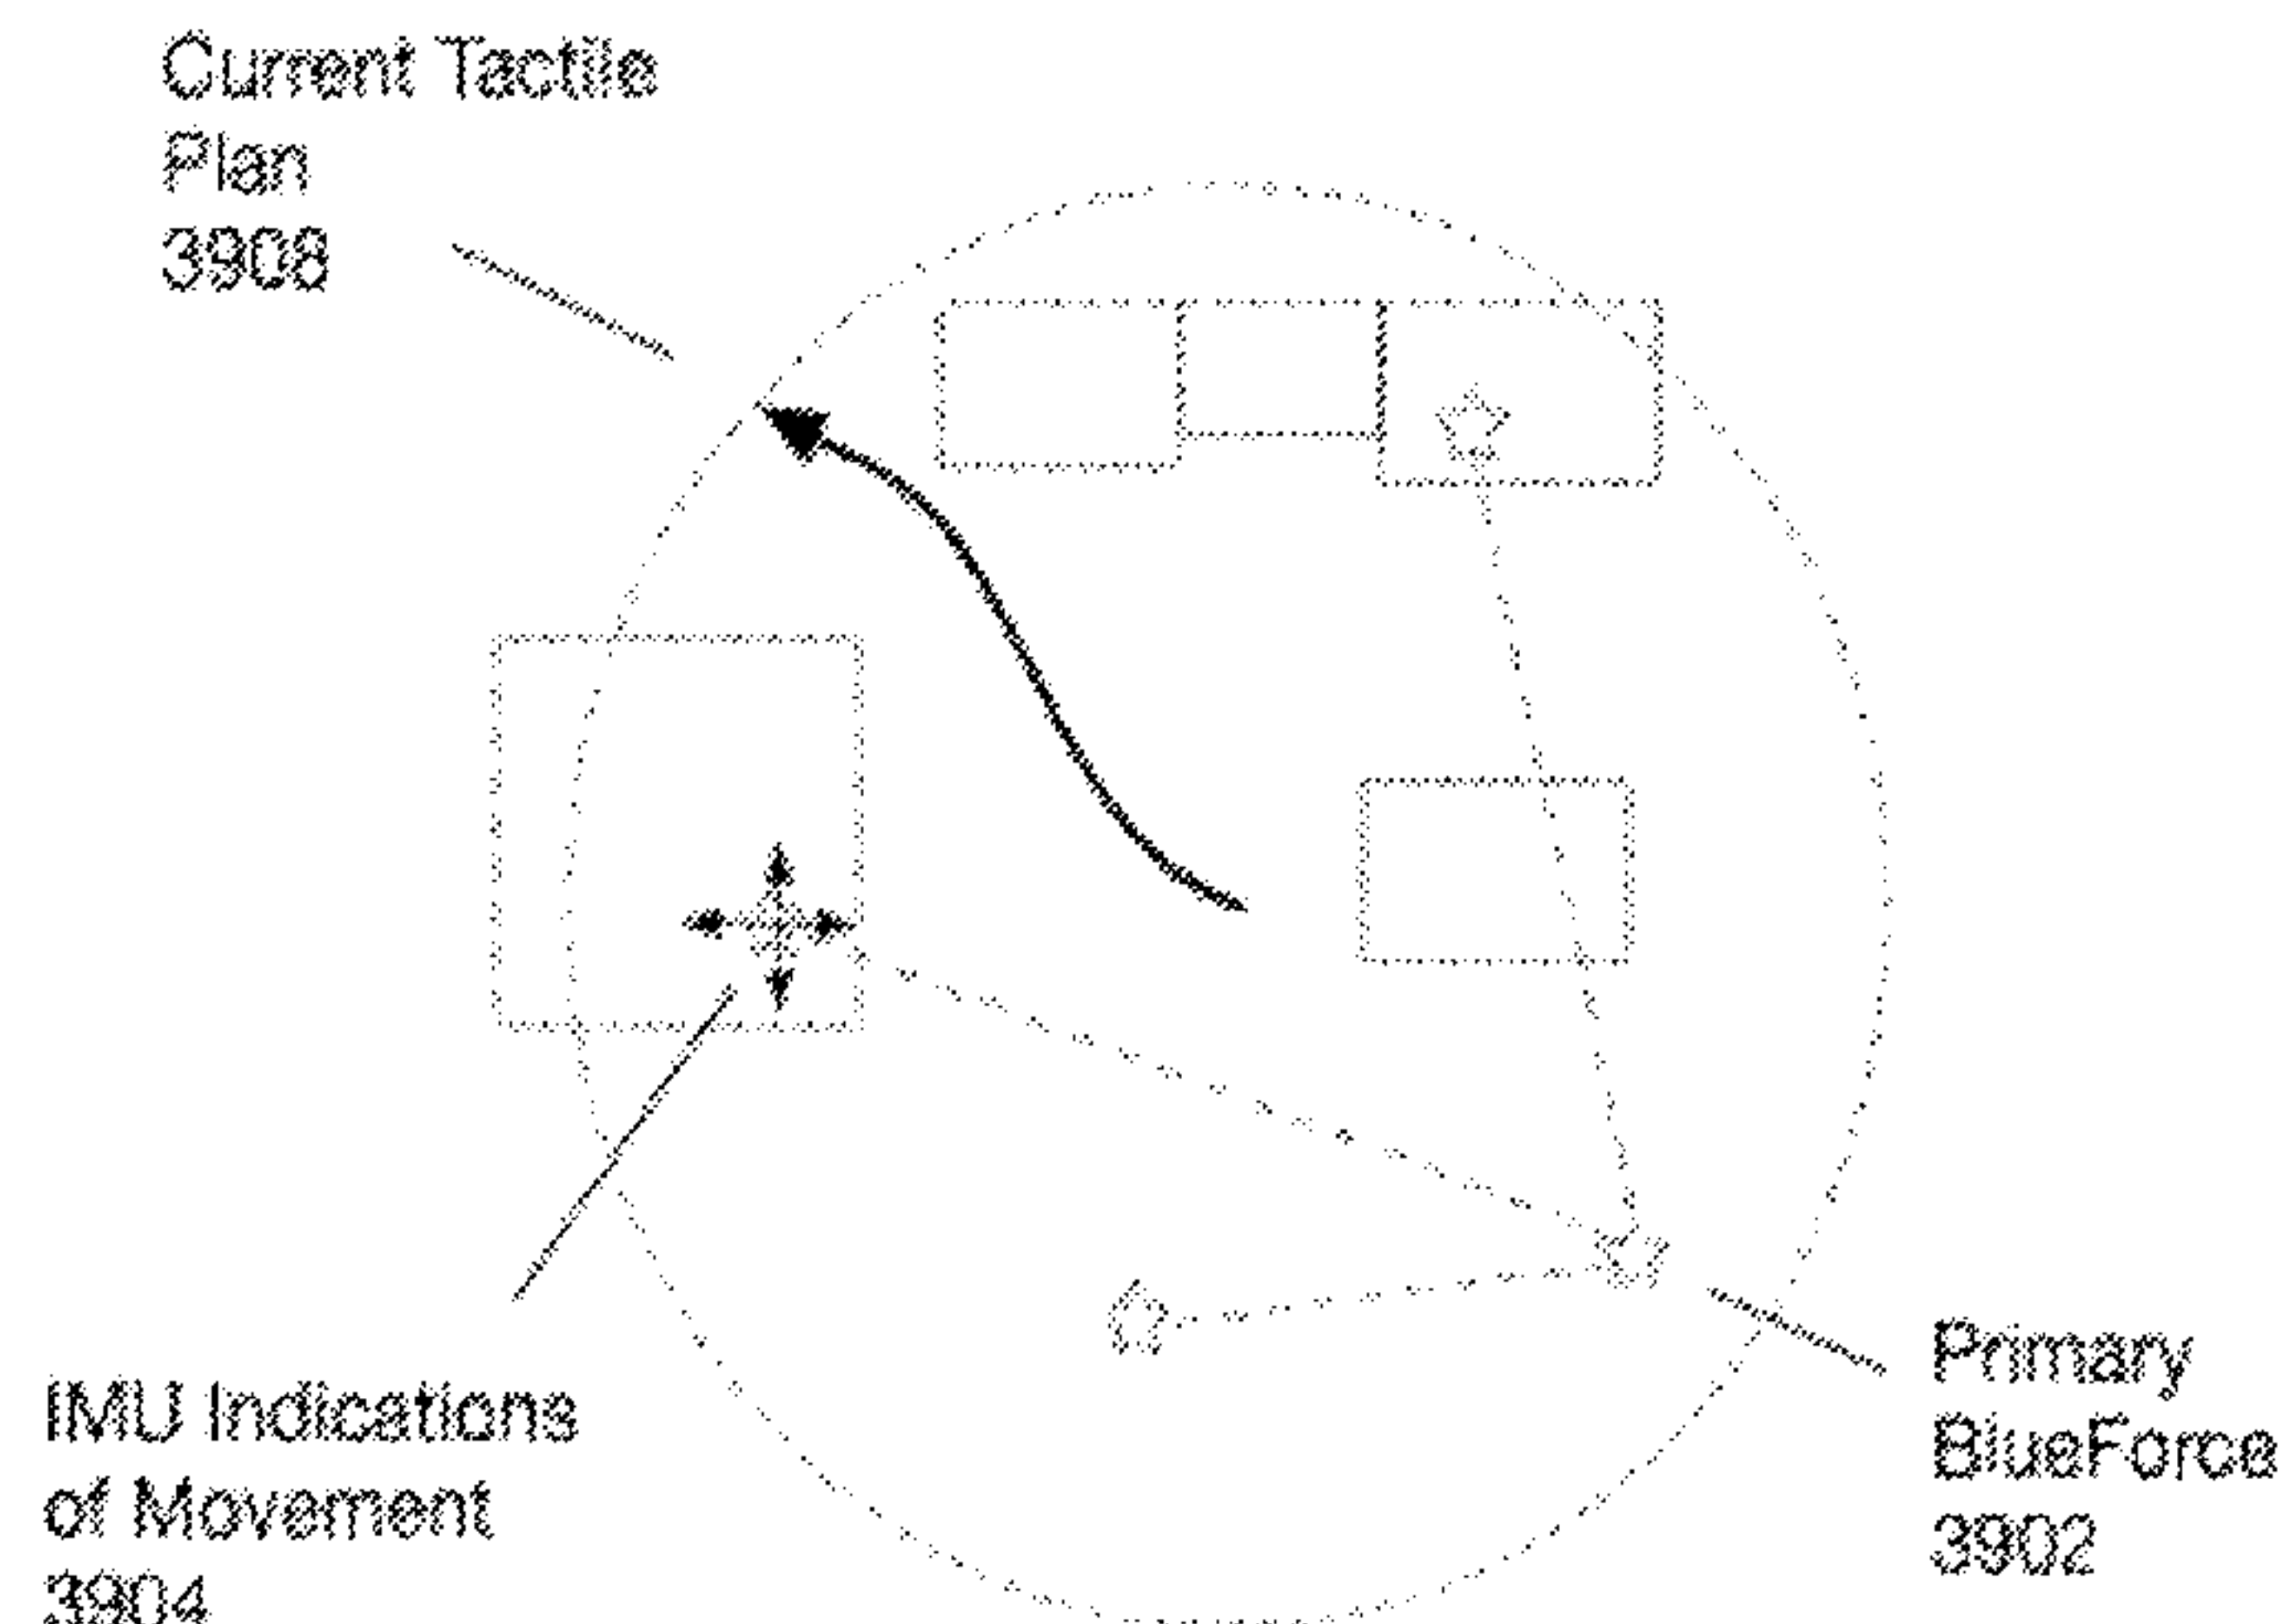 Current Tactile
Plan
3908
IMU Indications
of Movement
3904
Primary
BlueForce
3902